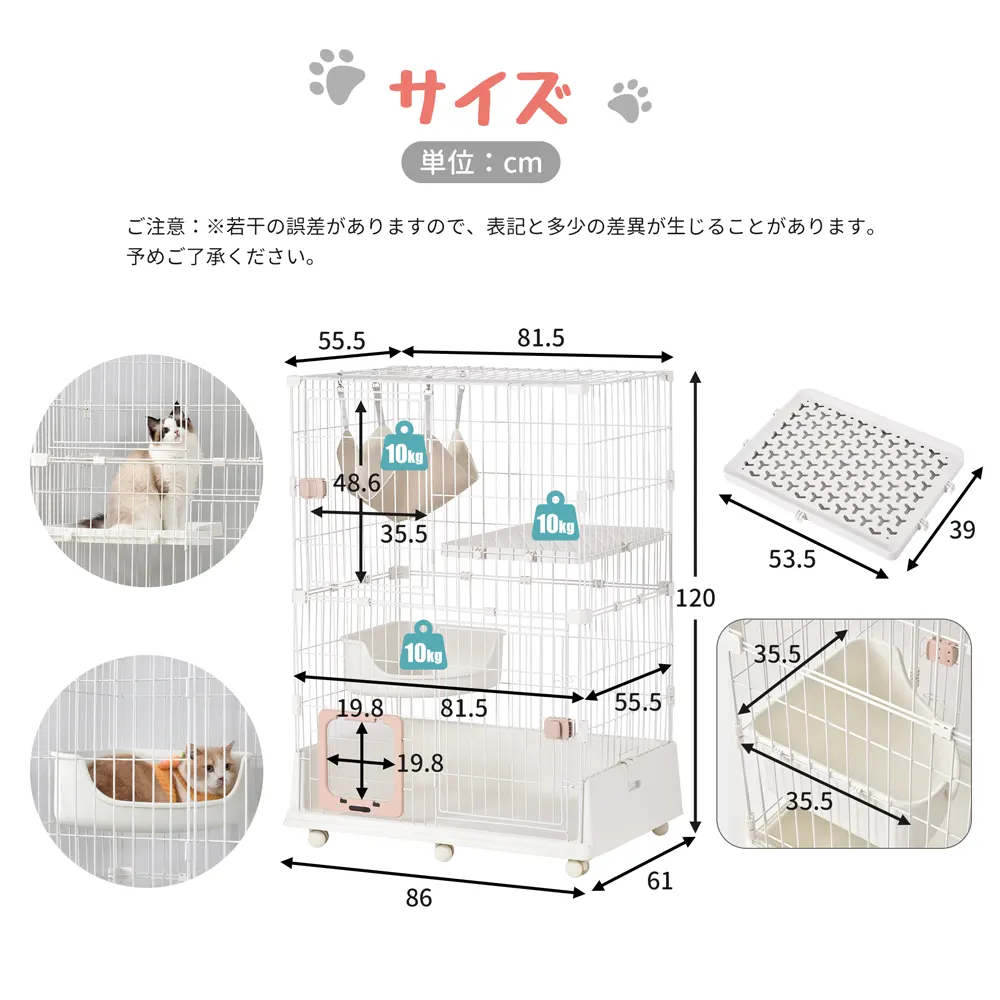 サイズ
単位：cm
ご注意：※若干の誤差がありますので、表記と多少の差異が生じることがあります。
予めご了承ください。
55.5
81.5
10kg
48.6
35.5
10kg
53.5
39
120
10kg
35.5
35.5
55.5
19.8
81.5
19.8
86
61